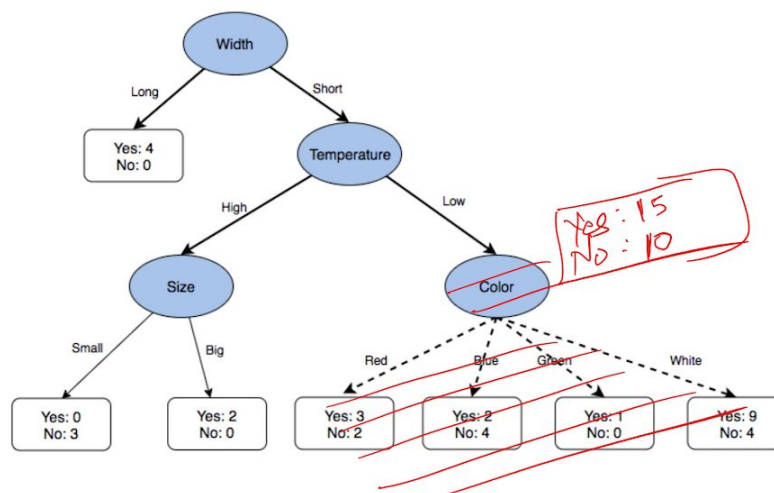 Width
Long
Short
Yes: 4
No: 0
Temperature
High
Low
Yes: 15
No: 10
Size
Color
Small
Big
Red
Blue
Green
White
Yes: 0
No: 3
Yes: 2
No: 0
Yes: 3
No: 2
Yes: 2
No: 4
Yes: 1
No: 0
Yes: 9
No: 4